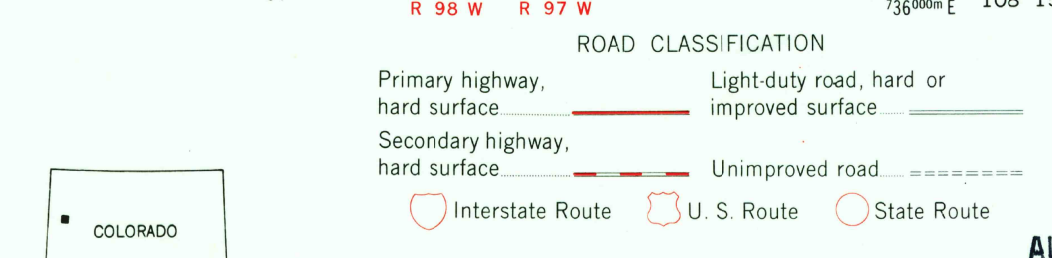 R 98 W R 97 W
736000m E
ROAD CLASSIFICATION
Primary highway,
hard surface
Light-duty road, hard or
improved surface
Secondary highway,
hard surface
Unimproved road
Interstate Route U. S. Route State Route
COLORADO